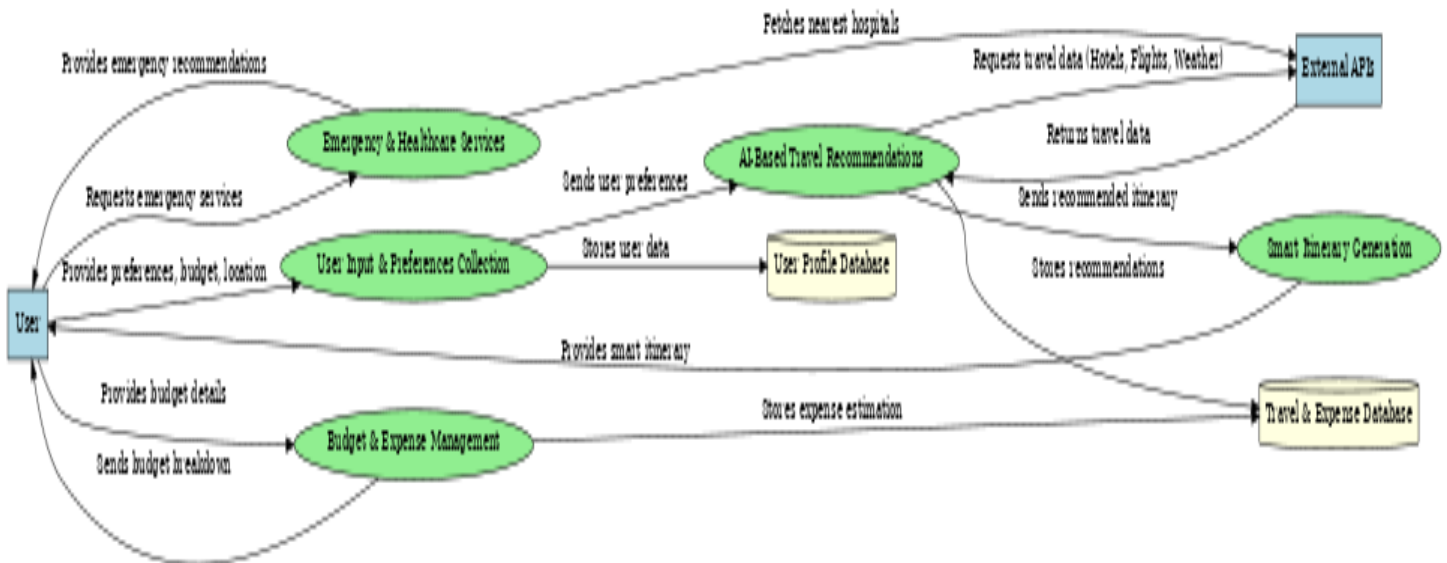 Fetches nearest hospitals
Provides emergency recommendations
Requests travel data (Hotels, Flights, Weather)
External APIs
Emergency & Healthcare Services
Returns travel data
AI-Based Travel Recommendations
Sends user preferences
Requests emergency services
Sends recommended itinerary
Stores user data
Smart Itinerary Generation
User Input & Preferences Collection
User Profile Database
Provides preferences, budget, location
Stores recommendations
User
Provides smart itinerary
Provides budget details
Stores expense estimation
Travel & Expense Database
Budget & Expense Management
Sends budget breakdown